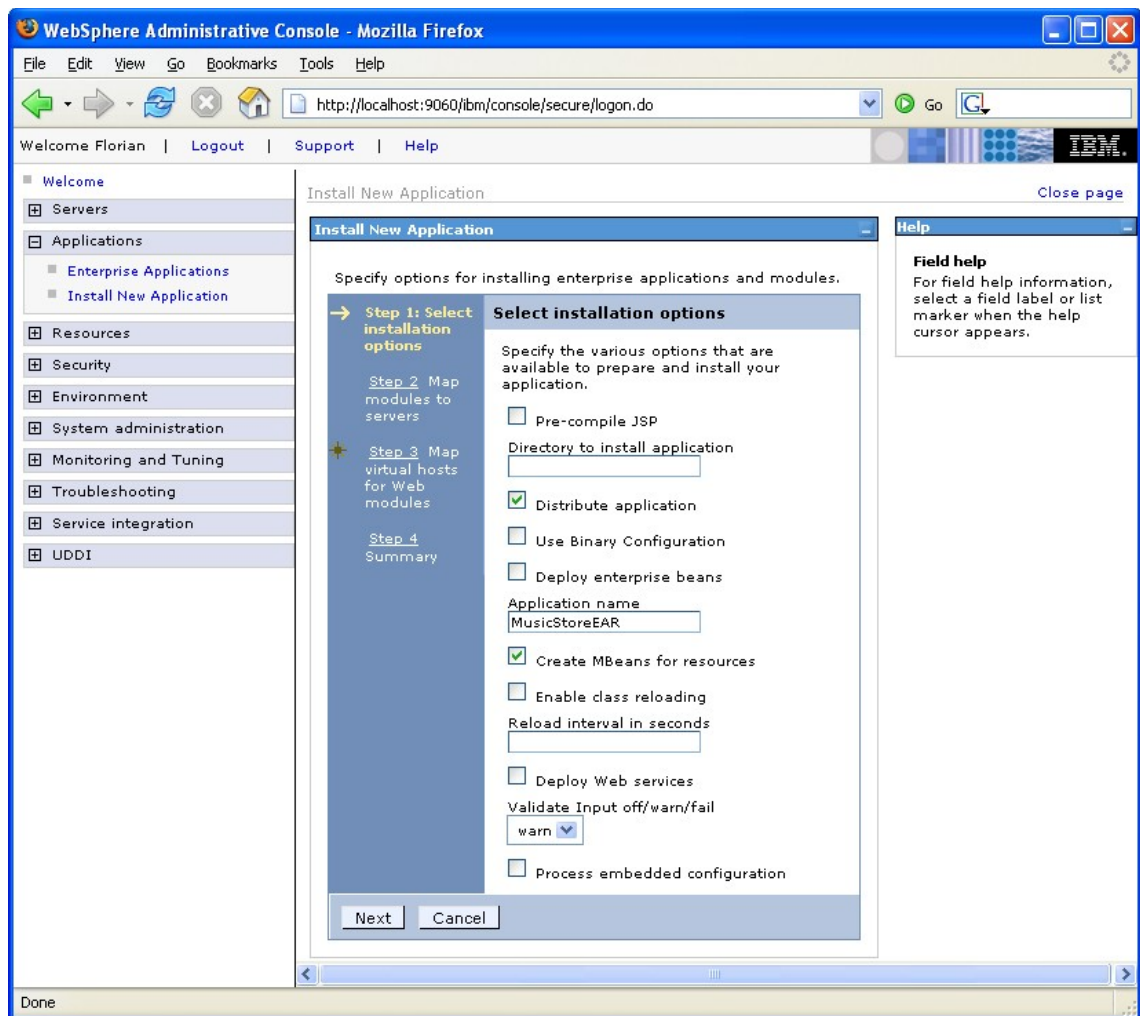 WebSphere Administrative Console - Mozilla Firefox
File Edit View Go Bookmarks Tools Help
http://localhost:9060/ibm/console/secure/logon.do
Go
G
Welcome Florian | Logout | Support | Help
IBM.
Welcome
Servers
Applications
Enterprise Applications
Install New Application
Resources
Security
Environment
System administration
Monitoring and Tuning
Troubleshooting
Service integration
UDDI
Install New Application
Close page
Install New Application
Specify options for installing enterprise applications and modules.
Step 1: Select
installation
options
Step 2 Map
modules to
servers
Step 3 Map
virtual hosts
for Web
modules
Step 4
Summary
Select installation options
Specify the various options that are
available to prepare and install your
application.
Pre-compile JSP
Directory to install application
Distribute application
Use Binary Configuration
Deploy enterprise beans
Application name
MusicStoreEAR
Create MBeans for resources
Enable class reloading
Reload interval in seconds
Deploy Web services
Validate Input off/warn/fail
warn
Process embedded configuration
Next Cancel
Help
Field help
For field help information,
select a field label or list
marker when the help
cursor appears.
Done